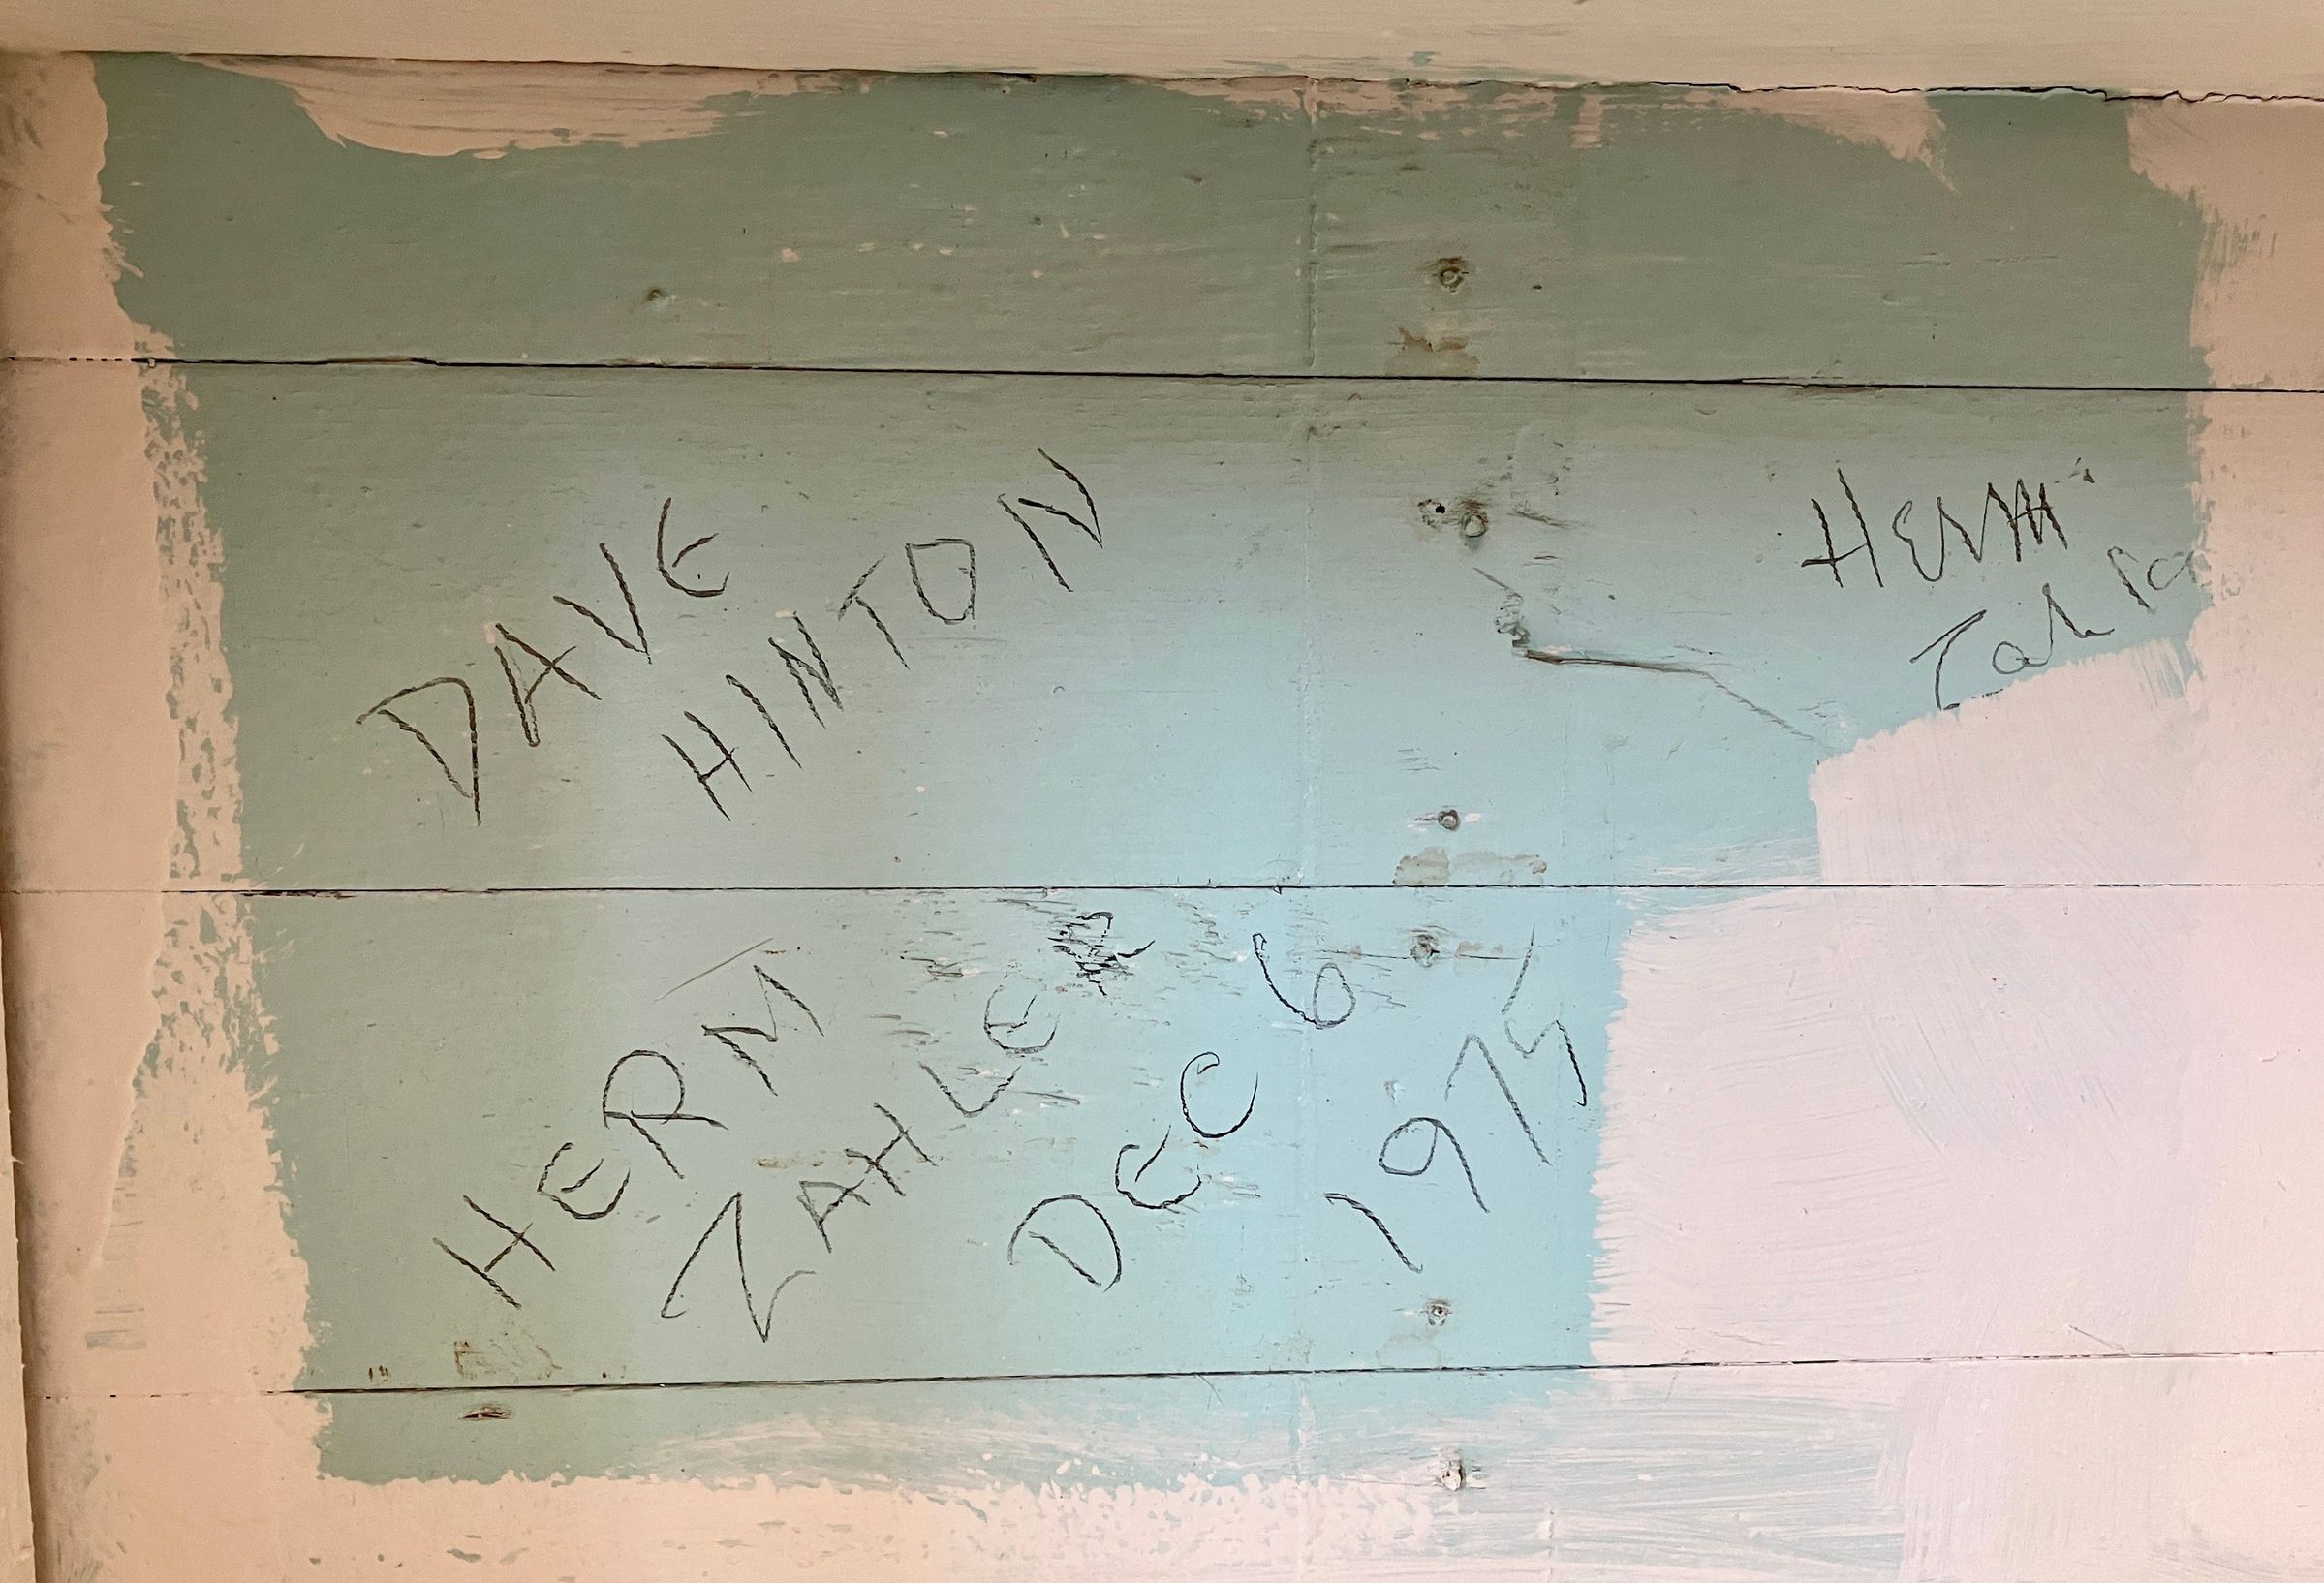 DAVE
HINTON
Herm
HERM
ZAHLER
DEC 6
1975